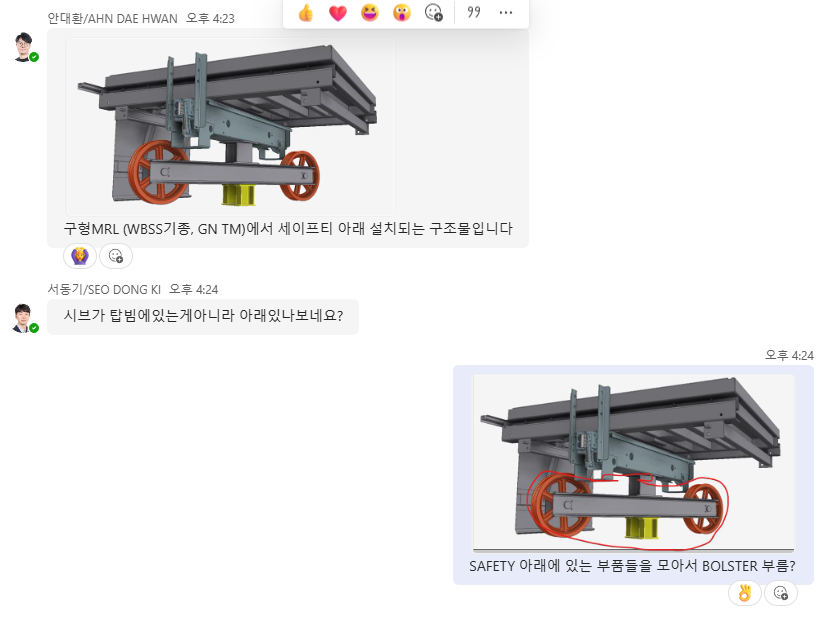 안대환/AHN DAE HWAN 오후 4:23
구형MRL (WBSS기종, GN TM)에서 세이프티 아래 설치되는 구조물입니다
서동기/SEO DONG KI 오후 4:24
시브가 탑빔에있는게아니라 아래있나보네요?
오후 4:24
SAFETY 아래에 있는 부품들을 모아서 BOLSTER 부름?